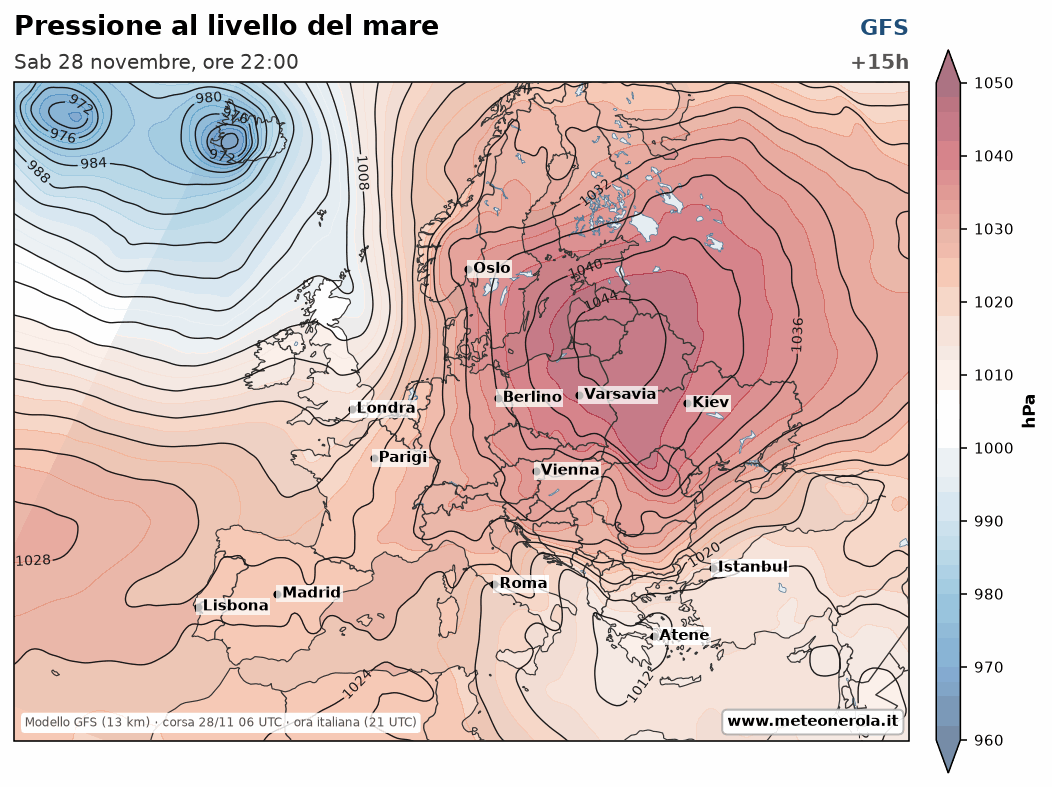 Pressione al livello del mare
GFS
Sab 28 novembre, ore 22:00
+15h
972
976
980
976
972
984
988
1008
1032
1040
1044
1036
Oslo
Londra
Berlino
Varsavia
Kiev
Parigi
Vienna
1028
1020
Istanbul
Roma
Madrid
Lisbona
Atene
1024
1012
Modello GFS (13 km) · corsa 28/11 06 UTC · ora italiana (21 UTC)
www.meteonerola.it
1050
1040
1030
1020
1010
1000
990
980
970
960
hPa